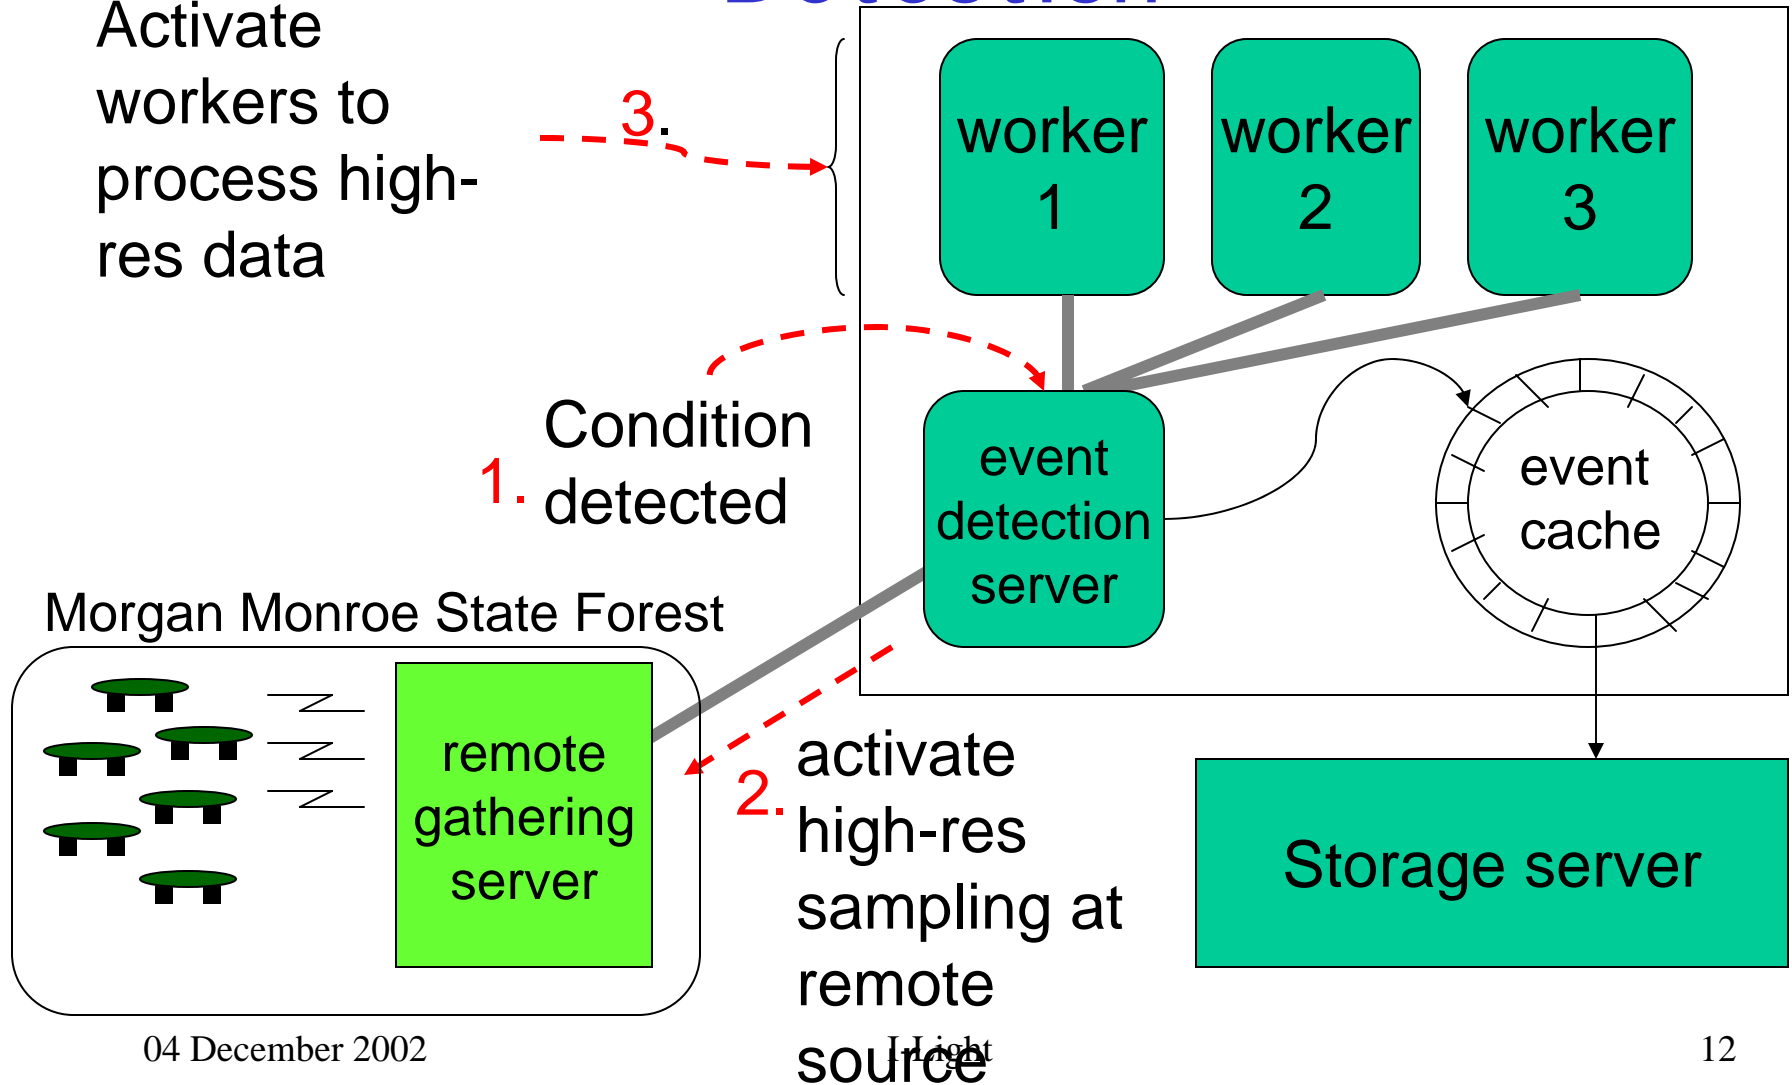 Detection
Activate
workers to
process high-
res data
3.
worker
1
worker
2
worker
3
Condition
detected
1.
event
detection
server
event
cache
Morgan Monroe State Forest
remote
gathering
server
2.
activate
high-res
sampling at
remote
source
Storage server
04 December 2002
I-Light
12